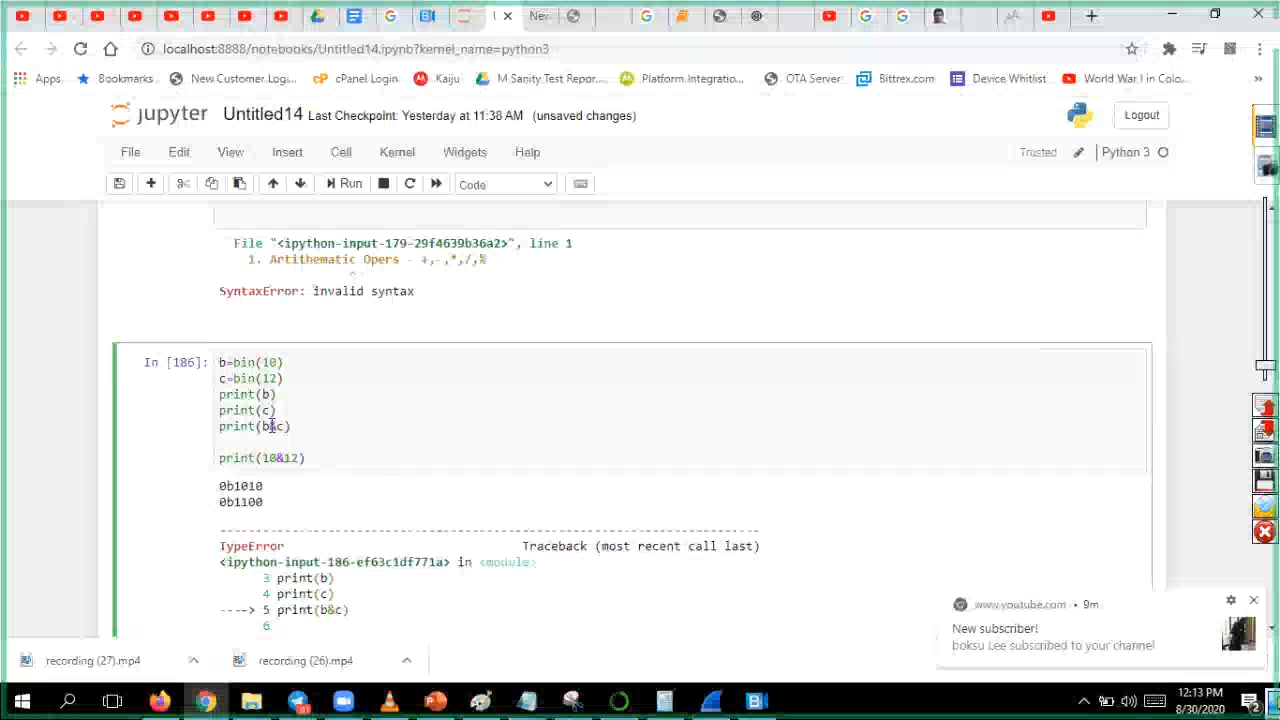 New
localhost:8888/notebooks/Untitled14.ipynb?kernel_name=python3
Apps Bookmarks New Customer Logi... cPanel Login Kaiju M Sanity Test Repor... Platform Integratio... OTA Server Bittrex.com Device Whitlist World War I in Colo... »
jupyter Untitled14 Last Checkpoint: Yesterday at 11:38 AM (unsaved changes) Logout
File Edit View Insert Cell Kernel Widgets Help Trusted Python 3
Run Code
File "<ipython-input-179-29f4639b36a2>", line 1
1. Artithematic Opers - +,-,*,/,%
^
SyntaxError: invalid syntax
In [186]: b=bin(10)
c=bin(12)
print(b)
print(c)
print(b&c)
print(10&12)
0b1010
0b1100
---------------------------------------------------------------------------
TypeError Traceback (most recent call last)
<ipython-input-186-ef63c1df771a> in <module>
3 print(b)
4 print(c)
----> 5 print(b&c)
6
www.youtube.com • 9m
New subscriber!
boksu Lee subscribed to your channel
recording (27).mp4 recording (26).mp4
12:13 PM
8/30/2020
2